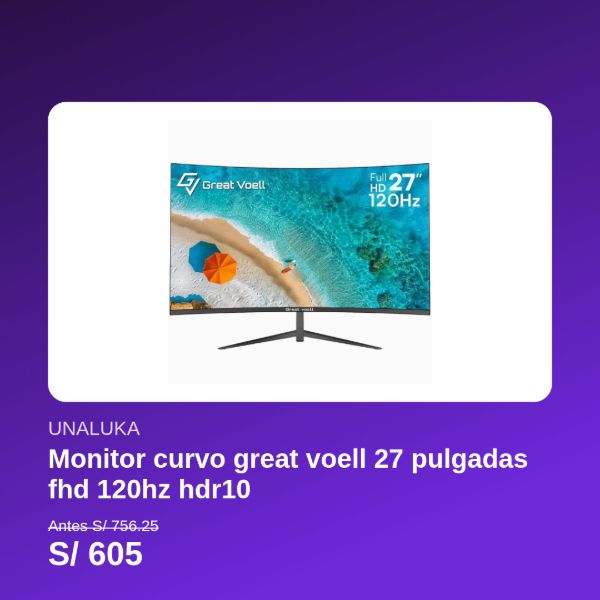 Great Voell
Full HD 27"
120Hz
Great Voell
UNALUKA
Monitor curvo great voell 27 pulgadas
fhd 120hz hdr10
Antes S/ 756.25
S/ 605